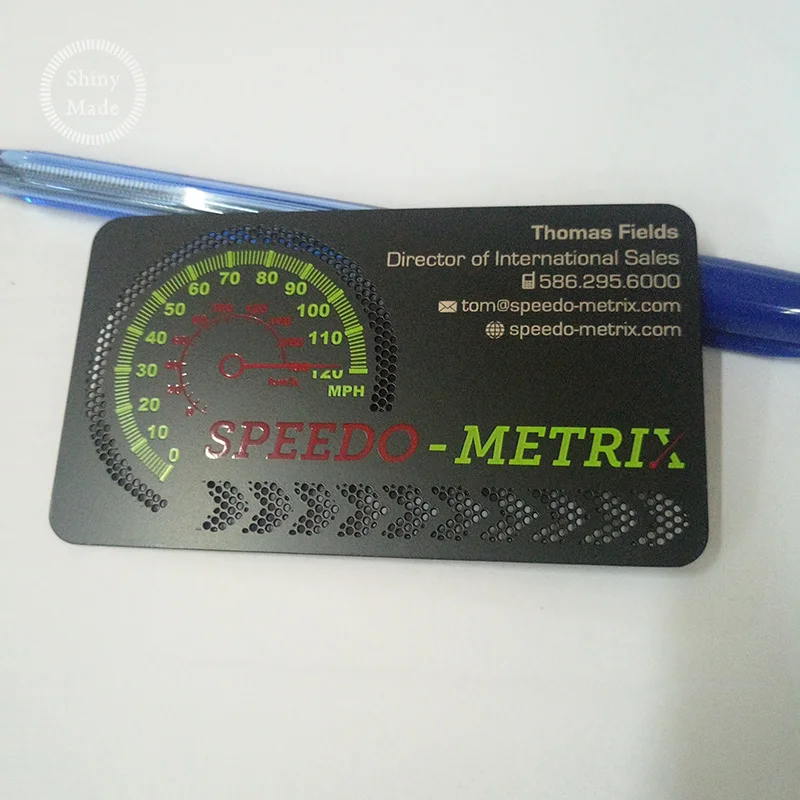 Shiny
Made
Thomas Fields
Director of International Sales
586.295.6000
tom@speedo-metrix.com
speedo-metrix.com
0
10
20
30
40
50
60
70
80
90
100
110
120
MPH
SPEEDO - METRIX